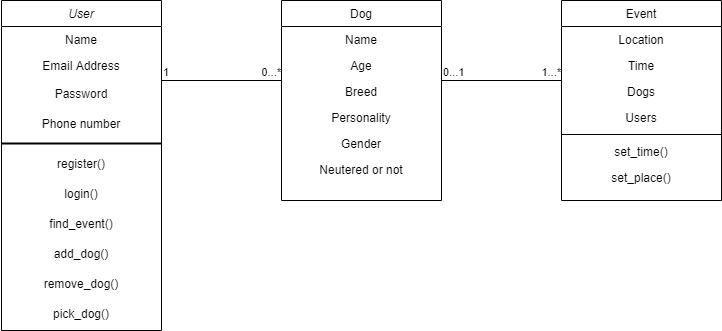 User
Name
Email Address
Password
Phone number
register()
login()
find_event()
add_dog()
remove_dog()
pick_dog()
1
0...*
Dog
Name
Age
Breed
Personality
Gender
Neutered or not
0...1
1...*
Event
Location
Time
Dogs
Users
set_time()
set_place()